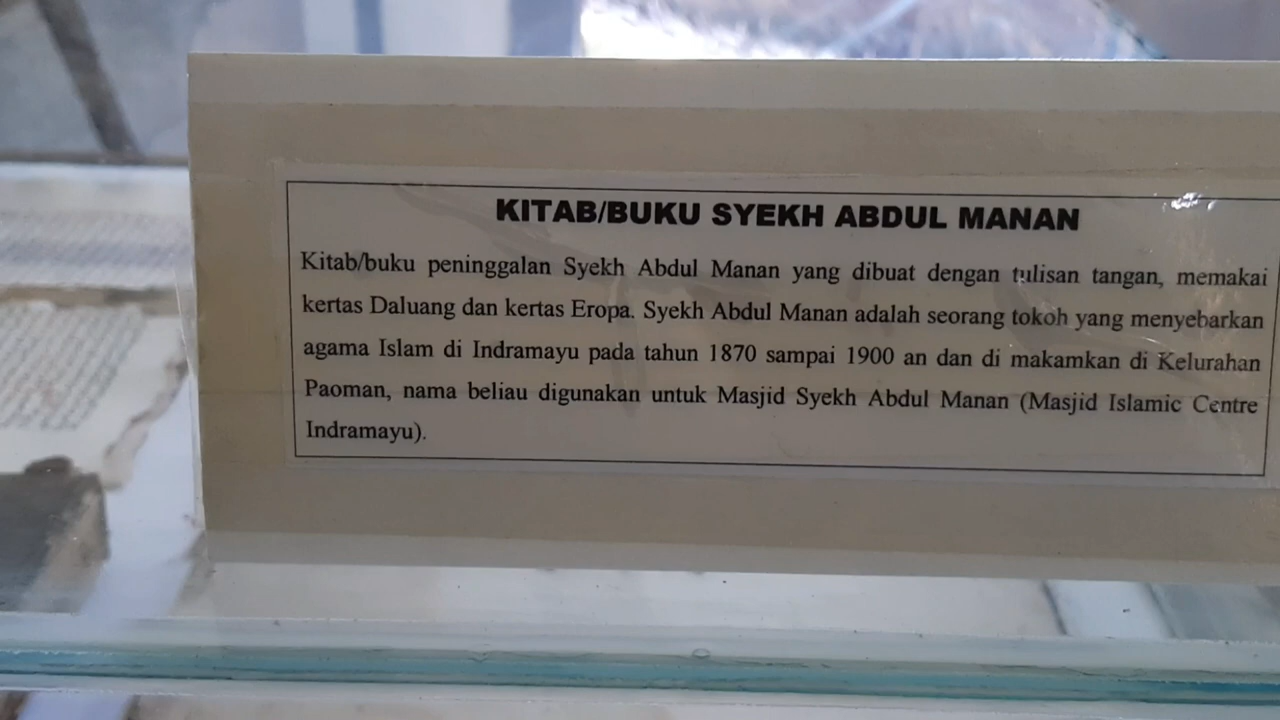 KITAB/BUKU SYEKH ABDUL MANAN
Kitab/buku peninggalan Syekh Abdul Manan yang dibuat dengan tulisan tangan, memakai
kertas Daluang dan kertas Eropa. Syekh Abdul Manan adalah seorang tokoh yang menyebarkan
agama Islam di Indramayu pada tahun 1870 sampai 1900 an dan di makamkan di Kelurahan
Paoman, nama beliau digunakan untuk Masjid Syekh Abdul Manan (Masjid Islamic Centre
Indramayu).